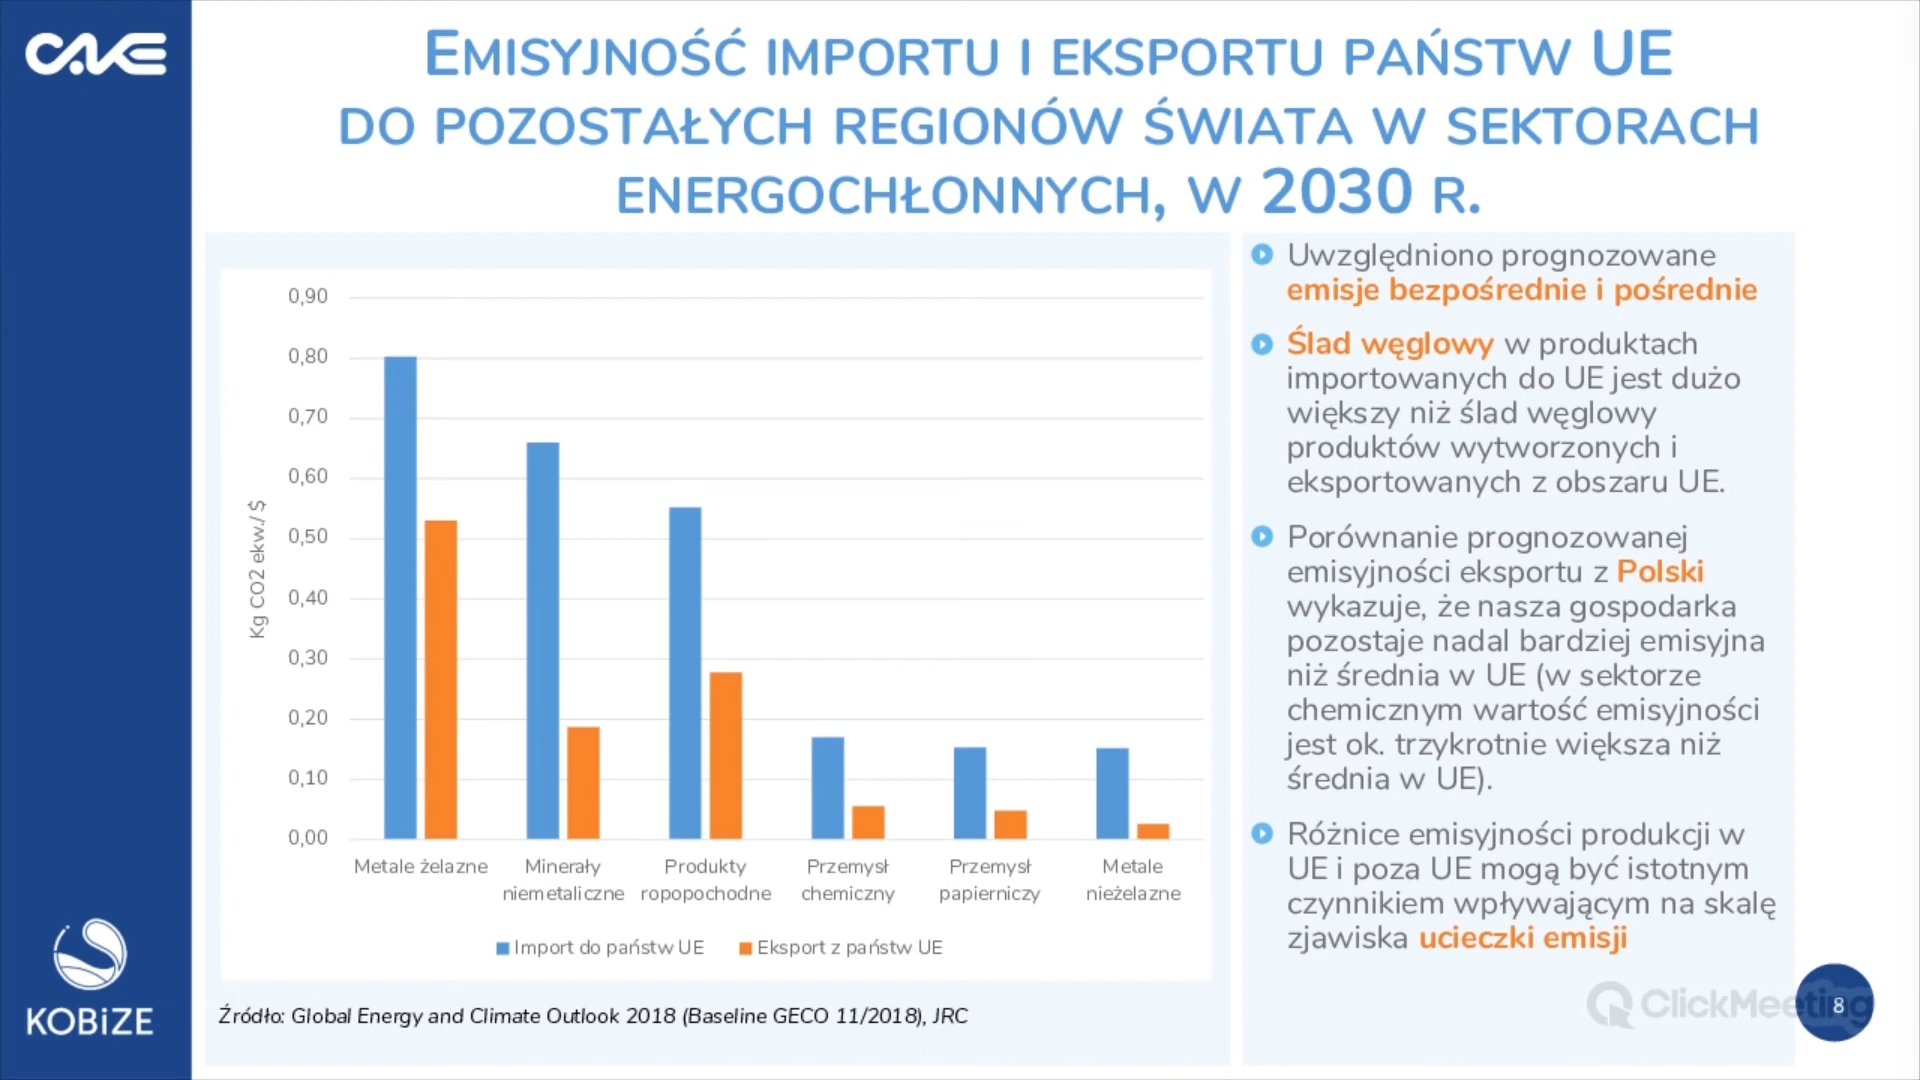 CAKE
EMISYJNOŚĆ IMPORTU I EKSPORTU PAŃSTW UE
DO POZOSTAŁYCH REGIONÓW ŚWIATA W SEKTORACH
ENERGOCHŁONNYCH, W 2030 R.
0,90
0,80
0,70
0,60
0,50
0,40
0,30
0,20
0,10
0,00
Kg CO2 ekw./ $
Metale żelazne
Minerały
niemetaliczne
Produkty
ropopochodne
Przemysł
chemiczny
Przemysł
papierniczy
Metale
nieżelazne
Import do państw UE
Eksport z państw UE
Źródło: Global Energy and Climate Outlook 2018 (Baseline GECO 11/2018), JRC
Uwzględniono prognozowane
emisje bezpośrednie i pośrednie
Ślad węglowy w produktach
importowanych do UE jest dużo
większy niż ślad węglowy
produktów wytworzonych i
eksportowanych z obszaru UE.
Porównanie prognozowanej
emisyjności eksportu z Polski
wykazuje, że nasza gospodarka
pozostaje nadal bardziej emisyjna
niż średnia w UE (w sektorze
chemicznym wartość emisyjności
jest ok. trzykrotnie większa niż
średnia w UE).
Różnice emisyjności produkcji w
UE i poza UE mogą być istotnym
czynnikiem wpływającym na skalę
zjawiska ucieczki emisji
KOBiZE
ClickMeeting
8